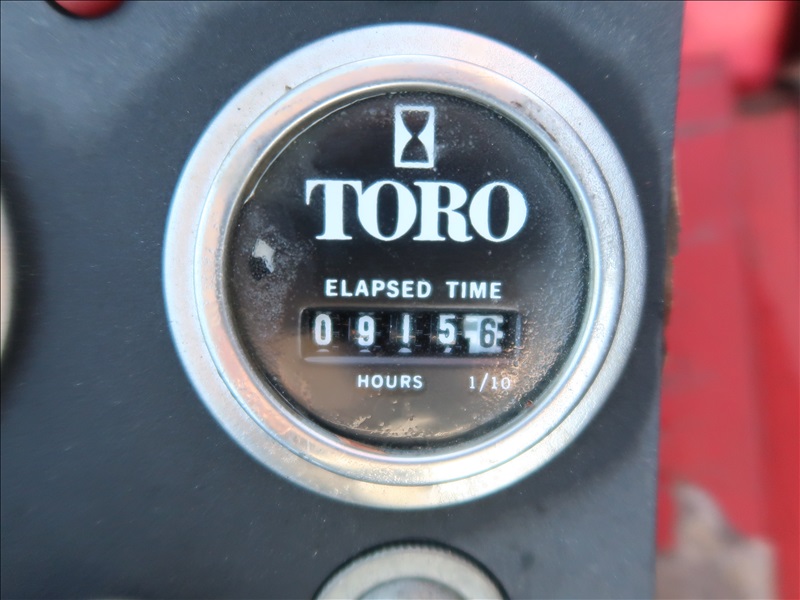 TORO
ELAPSED TIME
09156
HOURS 1/10